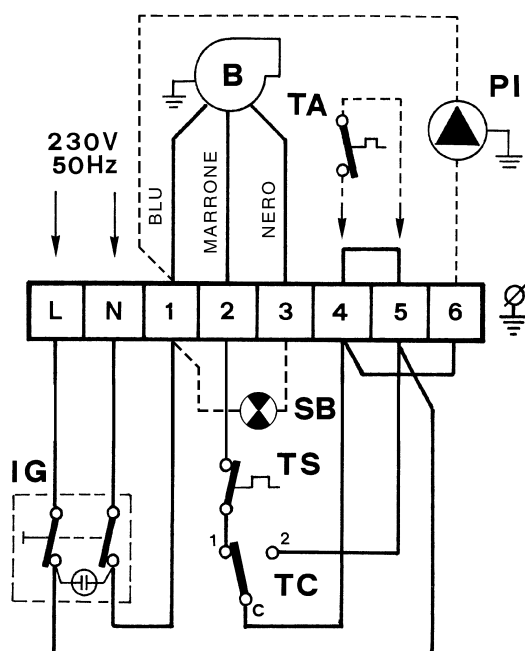 B
PI
TA
230V
50Hz
BLU
MARRONE
NERO
L N 1 2 3 4 5 6
SB
IG
TS
1 2
TC
C